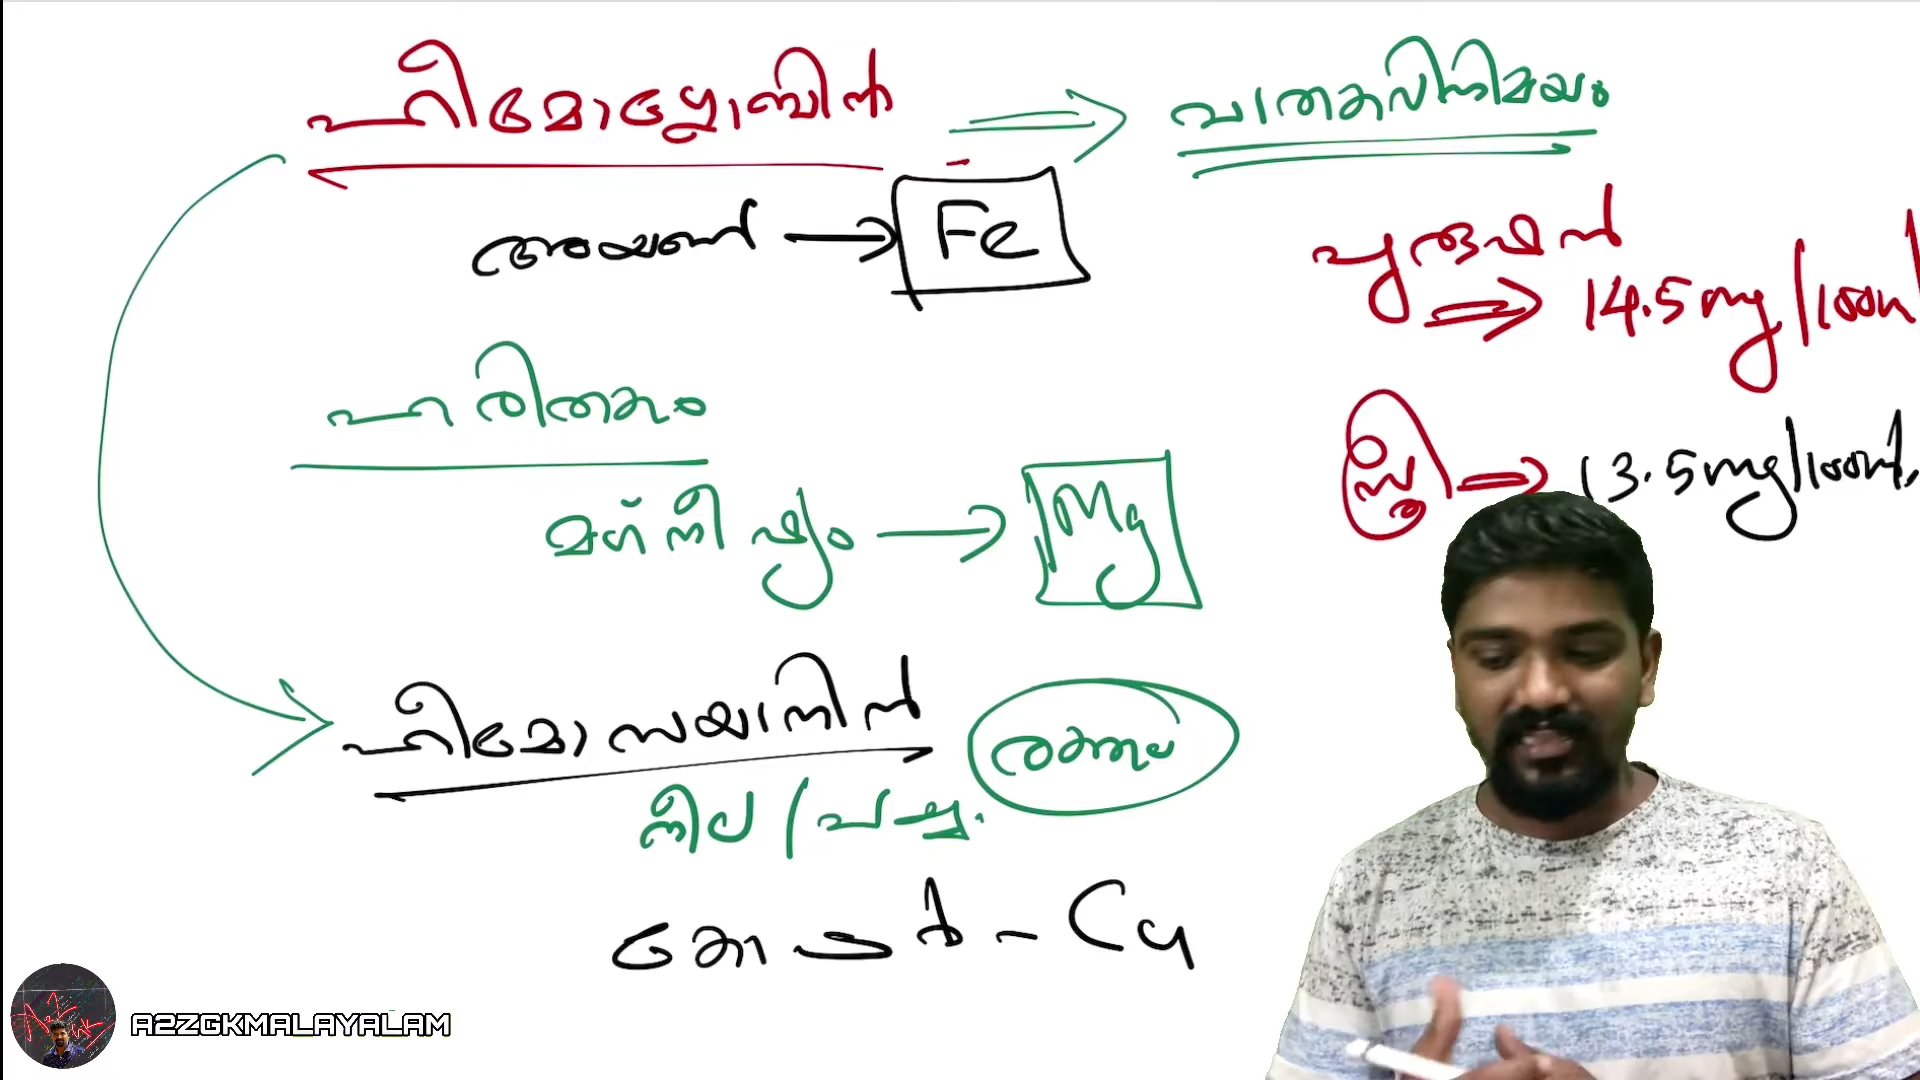 ഹീമോഗ്ലോബിൻ
വാതകവിനിമയം
അയൺ
Fe
പുരുഷൻ
14.5mg/100m
ഹരിതകം
സ്ത്രീ
13.5mg/100ml
മഗ്നീഷ്യം
Mg
ഹീമോസയാനിൻ
രക്തം
നീല/പച്ച.
കോപ്പർ - Cu
A2ZGKMALAYALAM